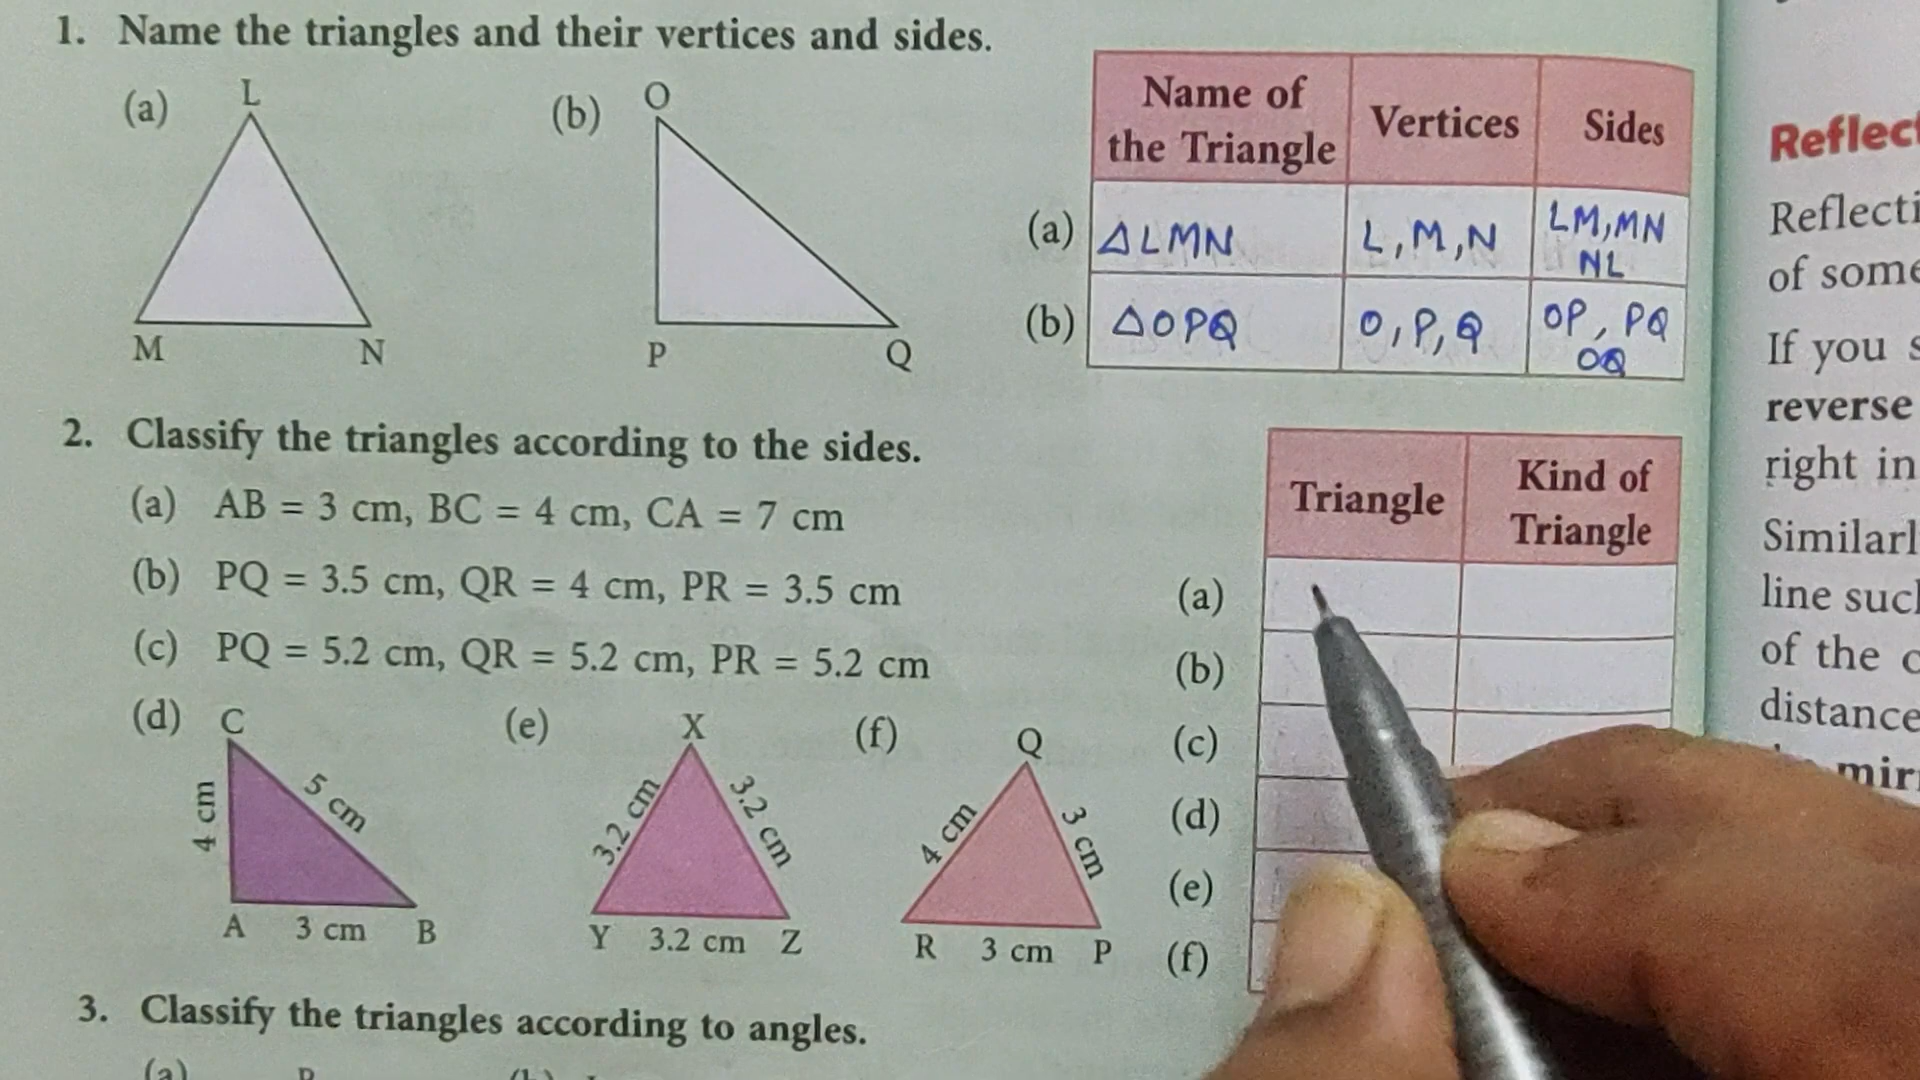 1. Name the triangles and their vertices and sides.
(a)
L
M
N
(b)
O
P
Q
Name of the Triangle
Vertices
Sides
(a)
△LMN
L, M, N
LM, MN
NL
(b)
△OPQ
O, P, Q
OP, PQ
OQ
2. Classify the triangles according to the sides.
(a) AB = 3 cm, BC = 4 cm, CA = 7 cm
(b) PQ = 3.5 cm, QR = 4 cm, PR = 3.5 cm
(c) PQ = 5.2 cm, QR = 5.2 cm, PR = 5.2 cm
(d)
C
4 cm
5 cm
A
3 cm
B
(e)
X
3.2 cm
3.2 cm
Y
3.2 cm
Z
(f)
Q
4 cm
3 cm
R
3 cm
P
Triangle
Kind of Triangle
(a)
(b)
(c)
(d)
(e)
(f)
3. Classify the triangles according to angles.
(a)
Reflect
Reflecti
of some
If you s
reverse
right in
Similarl
line such
of the c
distance
mir